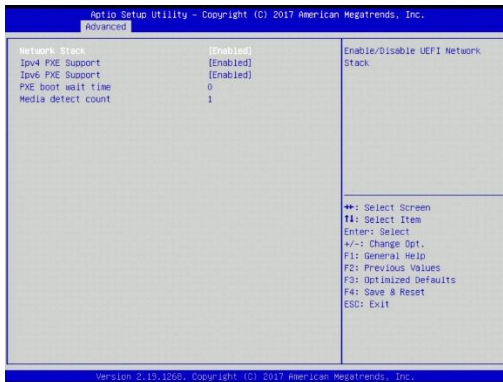 Aptio Setup Utility – Copyright (C) 2017 American Megatrends, Inc.
Advanced
Network Stack [Enabled]
Ipv4 PXE Support [Enabled]
Ipv6 PXE Support [Enabled]
PXE boot wait time 0
Media detect count 1
Enable/Disable UEFI Network
Stack
↔: Select Screen
↑↓: Select Item
Enter: Select
+/-: Change Opt.
F1: General Help
F2: Previous Values
F3: Optimized Defaults
F4: Save & Reset
ESC: Exit
Version 2.19.1268. Copyright (C) 2017 American Megatrends, Inc.